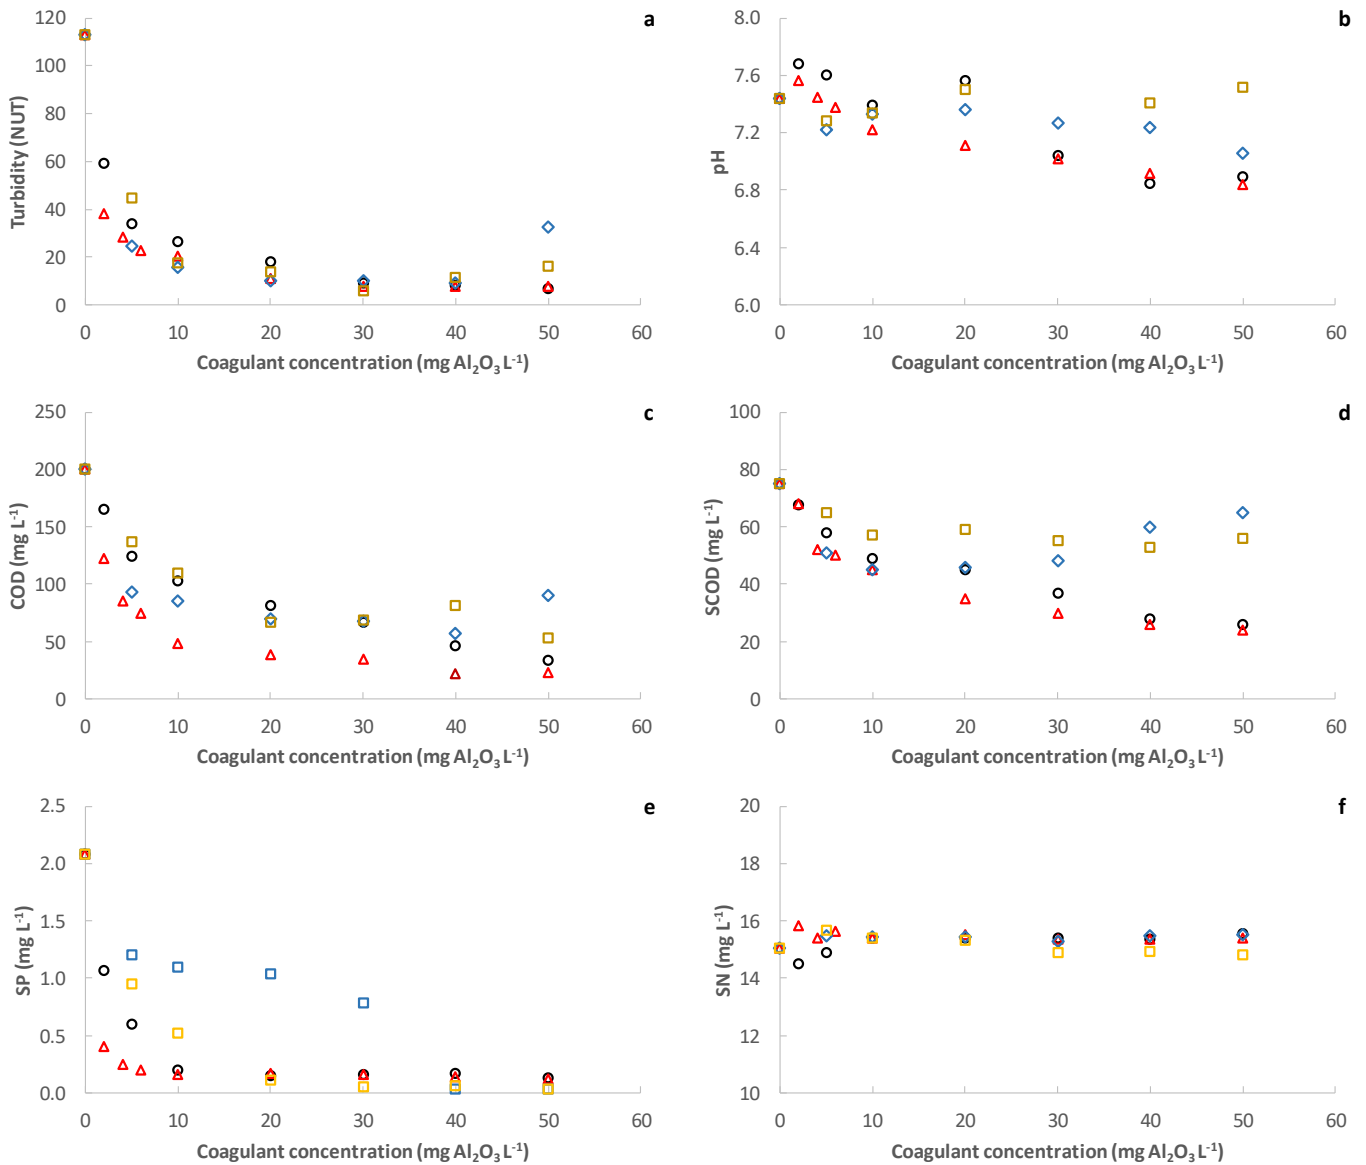 a
Turbidity (NUT)
120
100
80
60
40
20
0
0 10 20 30 40 50 60
Coagulant concentration (mg Al₂O₃ L⁻¹)
b
pH
8.0
7.6
7.2
6.8
6.4
6.0
0 10 20 30 40 50 60
Coagulant concentration (mg Al₂O₃ L⁻¹)
c
COD (mg L⁻¹)
250
200
150
100
50
0
0 10 20 30 40 50 60
Coagulant concentration (mg Al₂O₃ L⁻¹)
d
SCOD (mg L⁻¹)
100
80
60
40
20
0
0 10 20 30 40 50 60
Coagulant concentration (mg Al₂O₃ L⁻¹)
e
SP (mg L⁻¹)
2.5
2.0
1.5
1.0
0.5
0.0
0 10 20 30 40 50 60
Coagulant concentration (mg Al₂O₃ L⁻¹)
f
SN (mg L⁻¹)
20
18
16
14
12
10
0 10 20 30 40 50 60
Coagulant concentration (mg Al₂O₃ L⁻¹)